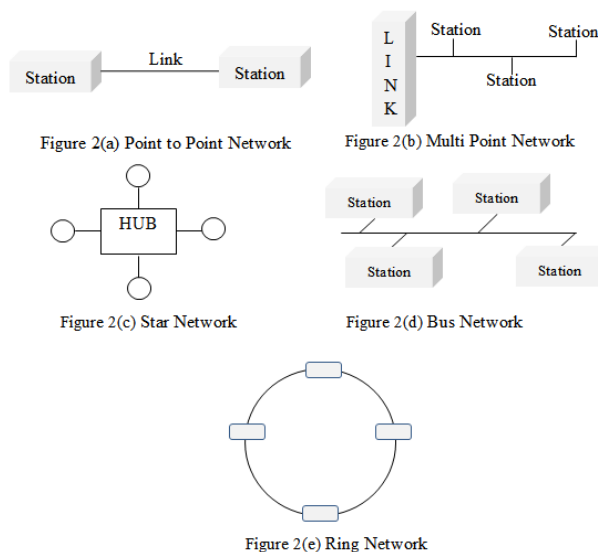 Station
Link
Station
Figure 2(a) Point to Point Network
L
I
N
K
Station
Station
Station
Figure 2(b) Multi Point Network
HUB
Figure 2(c) Star Network
Station
Station
Station
Station
Figure 2(d) Bus Network
Figure 2(e) Ring Network